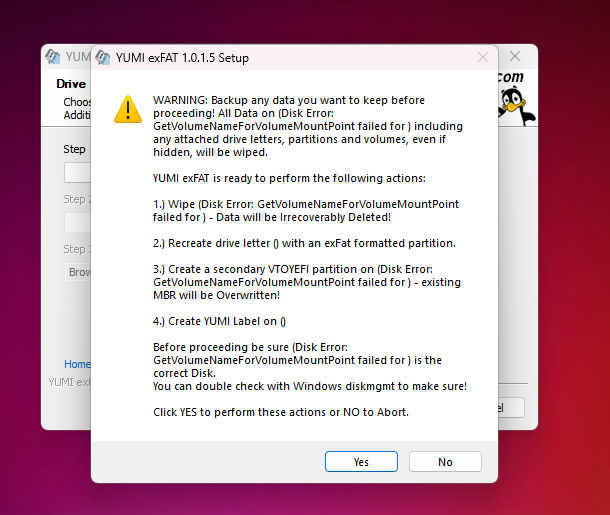 YUMI
YUMI exFAT 1.0.1.5 Setup
.com
Drive
Choos
Additi
WARNING: Backup any data you want to keep before
proceeding! All Data on (Disk Error:
GetVolumeNameForVolumeMountPoint failed for ) including
any attached drive letters, partitions and volumes, even if
hidden, will be wiped.
Step
YUMI exFAT is ready to perform the following actions:
Step 2
1.) Wipe (Disk Error: GetVolumeNameForVolumeMountPoint
failed for ) - Data will be Irrecoverably Deleted!
Step 3
2.) Recreate drive letter () with an exFat formatted partition.
Brow
3.) Create a secondary VTOYEFI partition on (Disk Error:
GetVolumeNameForVolumeMountPoint failed for ) - existing
MBR will be Overwritten!
4.) Create YUMI Label on ()
Before proceeding be sure (Disk Error:
GetVolumeNameForVolumeMountPoint failed for ) is the
correct Disk.
You can double check with Windows diskmgmt to make sure!
Home
YUMI exF
Click YES to perform these actions or NO to Abort.
el
Yes
No